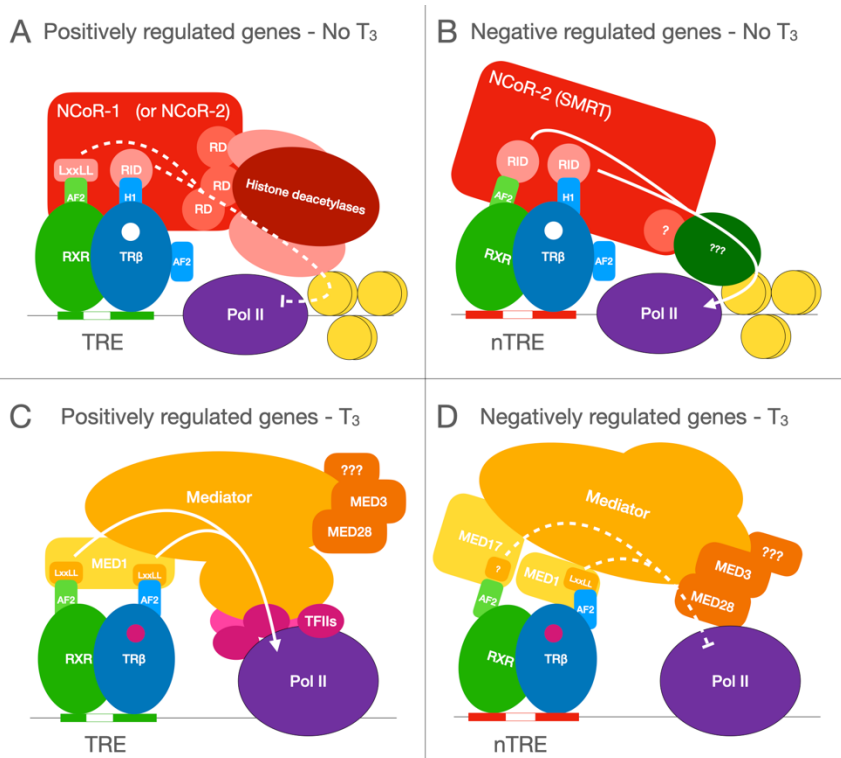 A Positively regulated genes - No T₃
NCoR-1 (or NCoR-2)
LxxLL
RID
RD
RD
RD
AF2
H1
Histone deacetylases
RXR
TRβ
AF2
Pol II
TRE
B Negative regulated genes - No T₃
NCoR-2 (SMRT)
RID
RID
AF2
H1
?
???
RXR
TRβ
AF2
Pol II
nTRE
C Positively regulated genes - T₃
???
Mediator
MED3
MED28
MED1
LxxLL
LxxLL
AF2
AF2
TFIIs
RXR
TRβ
Pol II
TRE
D Negatively regulated genes - T₃
Mediator
MED17
?
MED1
LxxLL
???
MED3
MED28
AF2
AF2
RXR
TRβ
Pol II
nTRE